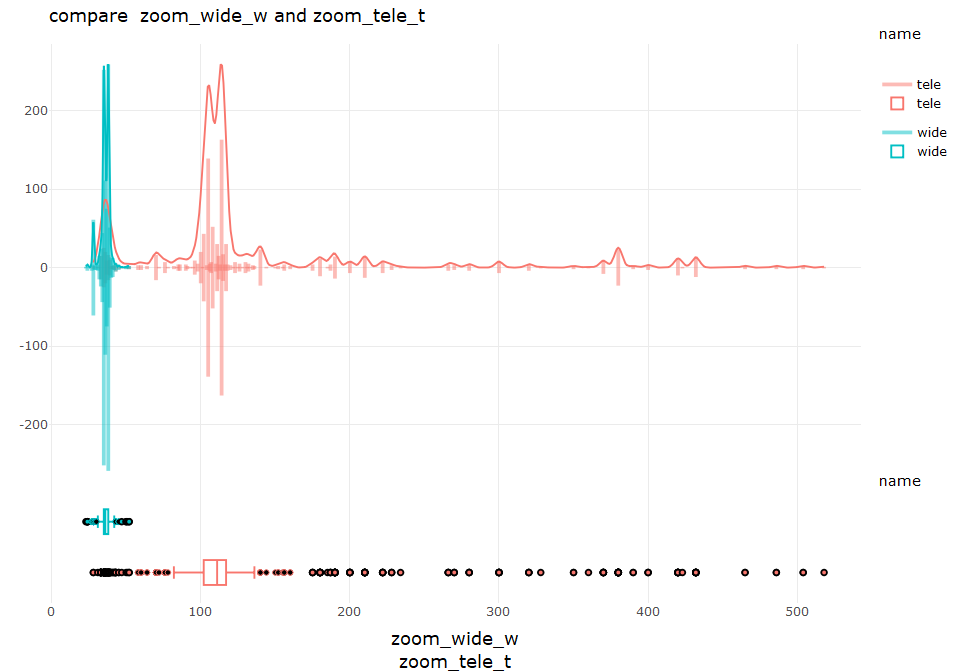 compare  zoom_wide_w and zoom_tele_t
name
tele
tele
wide
wide
200
100
0
-100
-200
name
0 100 200 300 400 500
zoom_wide_w
zoom_tele_t